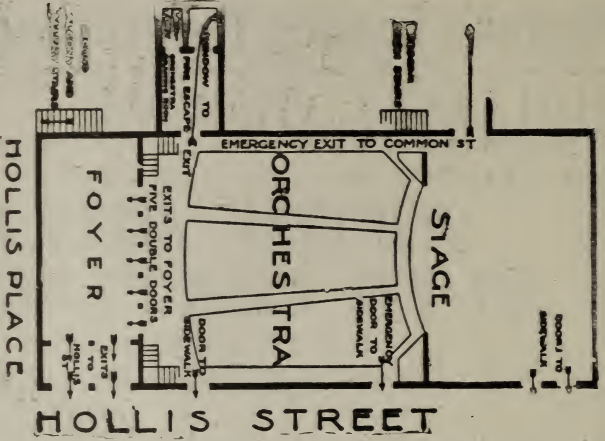 WINDOW TO
FIRE ESCAPE
EMERGENCY EXIT TO COMMON ST
EXIT
HOLLIS PLACE
FOYER
EXITS TO FOYER
FIVE DOUBLE DOORS
ORCHESTRA
STAGE
EXITS
TO
HOLLIS
ST
DOOR TO
SIDEWALK
EMERGENCY
DOOR TO
SIDEWALK
DOORS TO
SIDEWALK
HOLLIS STREET